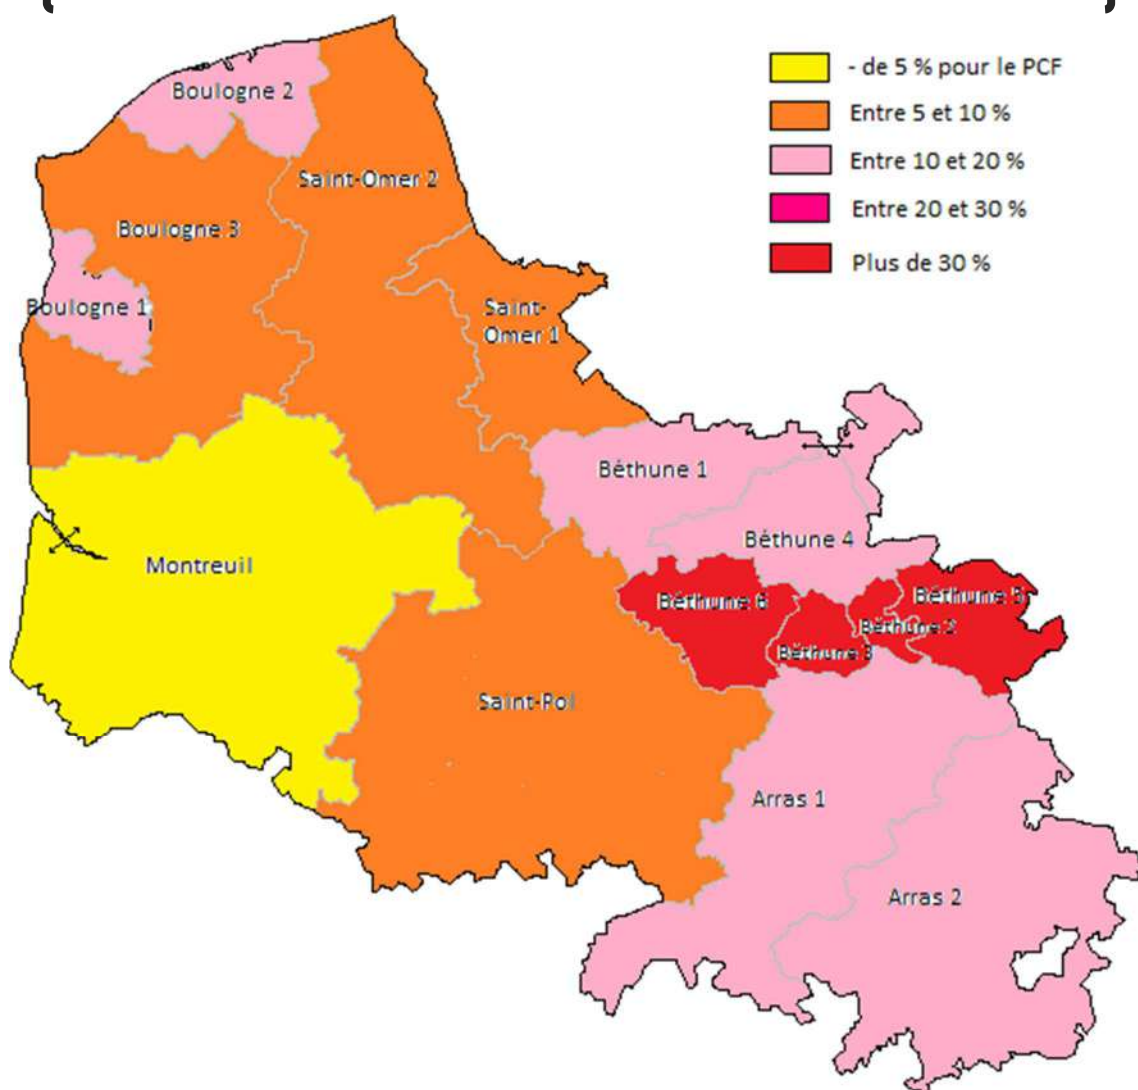 - de 5 % pour le PCF
Entre 5 et 10 %
Entre 10 et 20 %
Entre 20 et 30 %
Plus de 30 %
Boulogne 2
Saint-Omer 2
Boulogne 3
Boulogne 1
Saint-
Omer 1
Béthune 1
Béthune 4
Montreuil
Béthune 6
Béthune 5
Béthune 2
Béthune 3
Saint-Pol
Arras 1
Arras 2